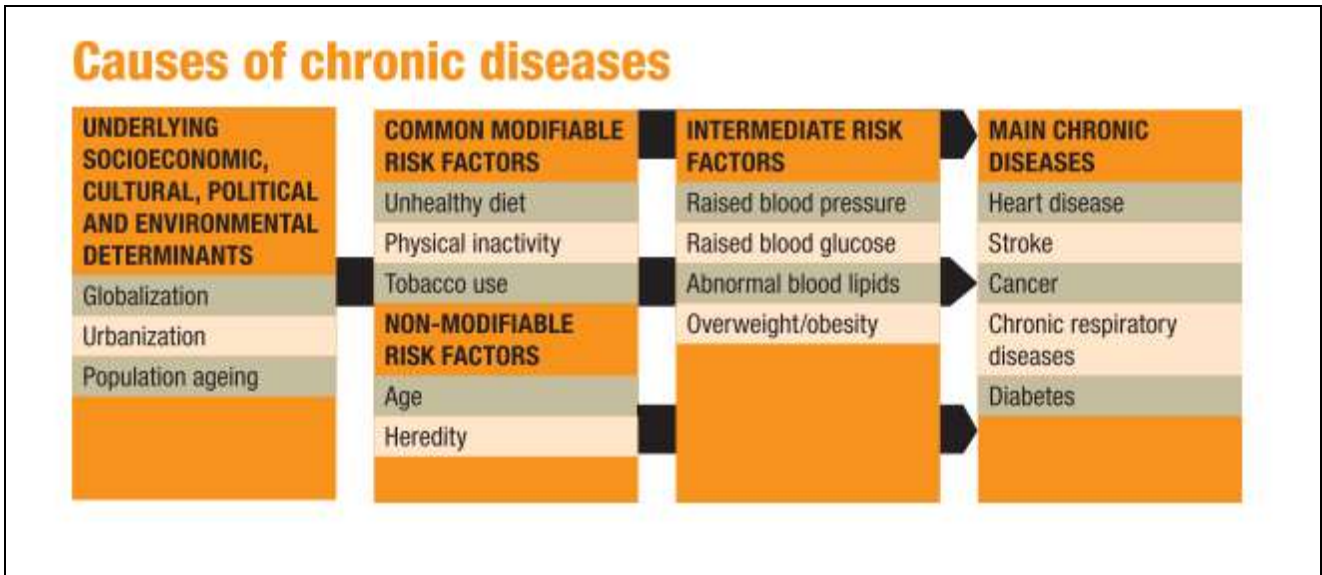 Causes of chronic diseases
UNDERLYING
SOCIOECONOMIC,
CULTURAL, POLITICAL
AND ENVIRONMENTAL
DETERMINANTS
Globalization
Urbanization
Population ageing
COMMON MODIFIABLE
RISK FACTORS
Unhealthy diet
Physical inactivity
Tobacco use
NON-MODIFIABLE
RISK FACTORS
Age
Heredity
INTERMEDIATE RISK
FACTORS
Raised blood pressure
Raised blood glucose
Abnormal blood lipids
Overweight/obesity
MAIN CHRONIC
DISEASES
Heart disease
Stroke
Cancer
Chronic respiratory
diseases
Diabetes